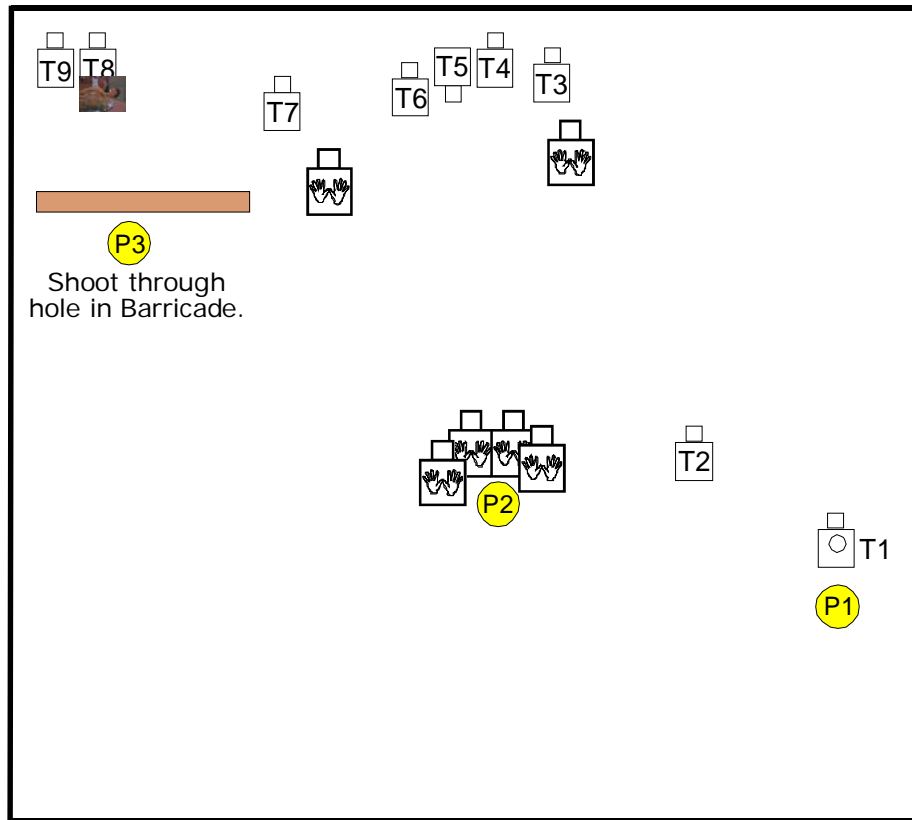 T9
T8
T7
T6
T5
T4
T3
P3
Shoot through
hole in Barricade.
T2
P2
T1
P1